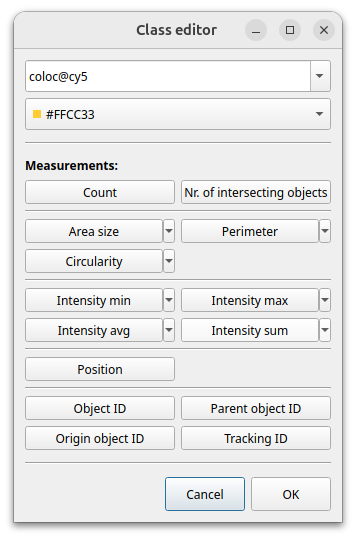 Class editor
coloc@cy5
#FFCC33
Measurements:
Count
Nr. of intersecting objects
Area size
Perimeter
Circularity
Intensity min
Intensity max
Intensity avg
Intensity sum
Position
Object ID
Parent object ID
Origin object ID
Tracking ID
Cancel
OK